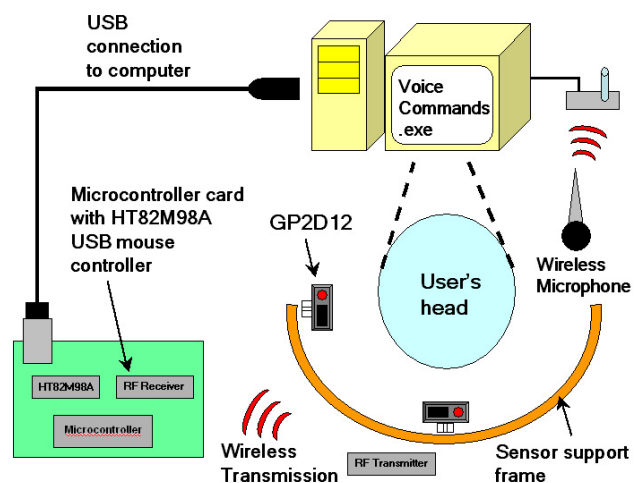 USB
connection
to computer
Voice
Commands
.exe
Microcontroller card
with HT82M98A
USB mouse
controller
GP2D12
User's
head
Wireless
Microphone
HT82M98A
RF Receiver
Microcontroller
Wireless
Transmission
RF Transmitter
Sensor support
frame